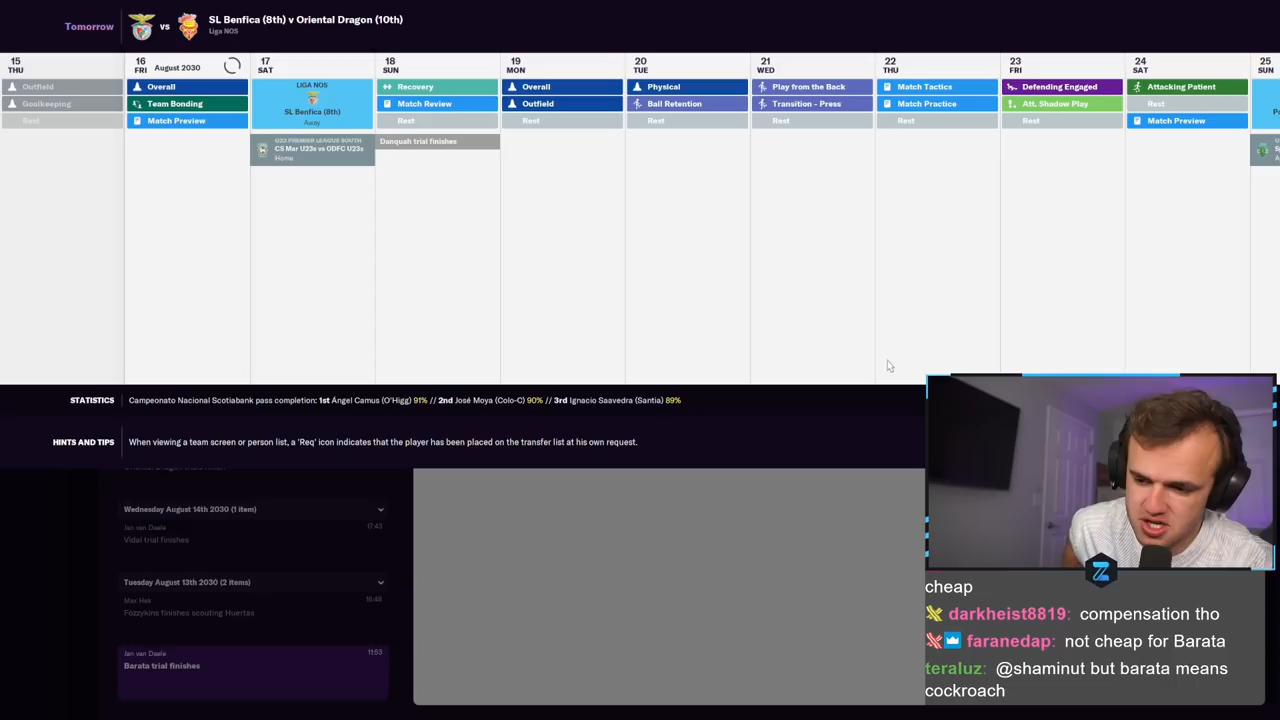 Tomorrow
vs
SL Benfica (8th) v Oriental Dragon (10th)
Liga NOS
15 THU
16 FRI August 2030
17 SAT
18 SUN
19 MON
20 TUE
21 WED
22 THU
23 FRI
24 SAT
25 SUN
Outfield
Goalkeeping
Rest
Overall
Team Bonding
Match Preview
LIGA NOS
SL Benfica (8th)
Away
Recovery
Match Review
Rest
Overall
Outfield
Rest
Physical
Ball Retention
Rest
Play from the Back
Transition - Press
Rest
Match Tactics
Match Practice
Rest
Defending Engaged
Att. Shadow Play
Rest
Attacking Patient
Rest
Match Preview
U23 PREMIER LEAGUE SOUTH
CS Mar U23s vs ODFC U23s
Home
Danquah trial finishes
STATISTICS
Campeonato Nacional Scotiabank pass completion: 1st Ángel Camus (O'Higg) 91% // 2nd José Moya (Colo-C) 90% // 3rd Ignacio Saavedra (Santia) 89%
HINTS AND TIPS
When viewing a team screen or person list, a 'Req' icon indicates that the player has been placed on the transfer list at his own request.
Wednesday August 14th 2030 (1 item)
Jan van Daele 17:43
Vidal trial finishes
Tuesday August 13th 2030 (2 items)
Max Hek 16:48
Fozzykins finishes scouting Huertas
Jan van Daele 11:53
Barata trial finishes
cheap
darkheist8819: compensation tho
faranedap: not cheap for Barata
teraluz: @shaminut but barata means
cockroach